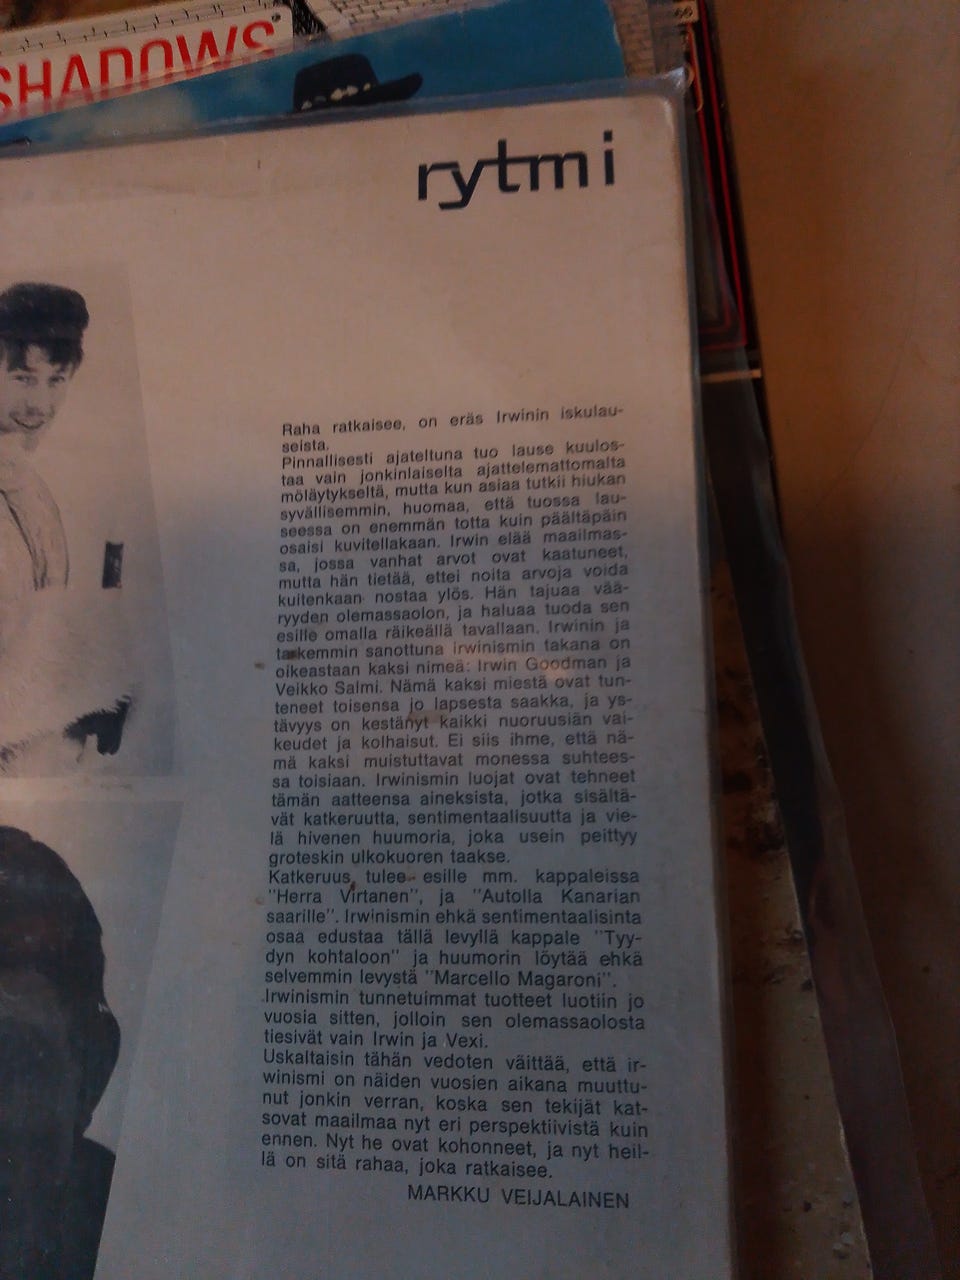 SHADOWS
rytmi
Raha ratkaisee, on eräs Irwinin iskulau-
seista.
Pinnallisesti ajateltuna tuo lause kuulos-
taa vain jonkinlaiselta ajattelemattomalta
möläytykseltä, mutta kun asiaa tutkii hiukan
syvällisemmin, huomaa, että tuossa lau-
seessa on enemmän totta kuin päältäpäin
osaisi kuvitellakaan. Irwin elää maailmas-
sa, jossa vanhat arvot ovat kaatuneet,
mutta hän tietää, ettei noita arvoja voida
kuitenkaan nostaa ylös. Hän tajuaa vää-
ryyden olemassaolon, ja haluaa tuoda sen
esille omalla räikeällä tavallaan. Irwinin ja
tarkemmin sanottuna irwinismin takana on
oikeastaan kaksi nimeä: Irwin Goodman ja
Veikko Salmi. Nämä kaksi miestä ovat tun-
teneet toisensa jo lapsesta saakka, ja ys-
tävyys on kestänyt kaikki nuoruusiän vai-
keudet ja kolhaisut. Ei siis ihme, että nä-
mä kaksi muistuttavat monessa suhtees-
sa toisiaan. Irwinismin luojat ovat tehneet
tämän aatteensa aineksista, jotka sisältä-
vät katkeruutta, sentimentaalisuutta ja vie-
lä hivenen huumoria, joka usein peittyy
groteskin ulkokuoren taakse.
Katkeruus tulee esille mm. kappaleissa
"Herra Virtanen", ja "Autolla Kanarian
saarille". Irwinismin ehkä sentimentaalisinta
osaa edustaa tällä levyllä kappale "Tyy-
dyn kohtaloon" ja huumorin löytää ehkä
selvemmin levystä "Marcello Magaroni".
Irwinismin tunnetuimmat tuotteet luotiin jo
vuosia sitten, jolloin sen olemassaolosta
tiesivät vain Irwin ja Vexi.
Uskaltaisin tähän vedoten väittää, että ir-
winismi on näiden vuosien aikana muuttu-
nut jonkin verran, koska sen tekijät kat-
sovat maailmaa nyt eri perspektiivistä kuin
ennen. Nyt he ovat kohonneet, ja nyt heil-
lä on sitä rahaa, joka ratkaisee.
MARKKU VEIJALAINEN